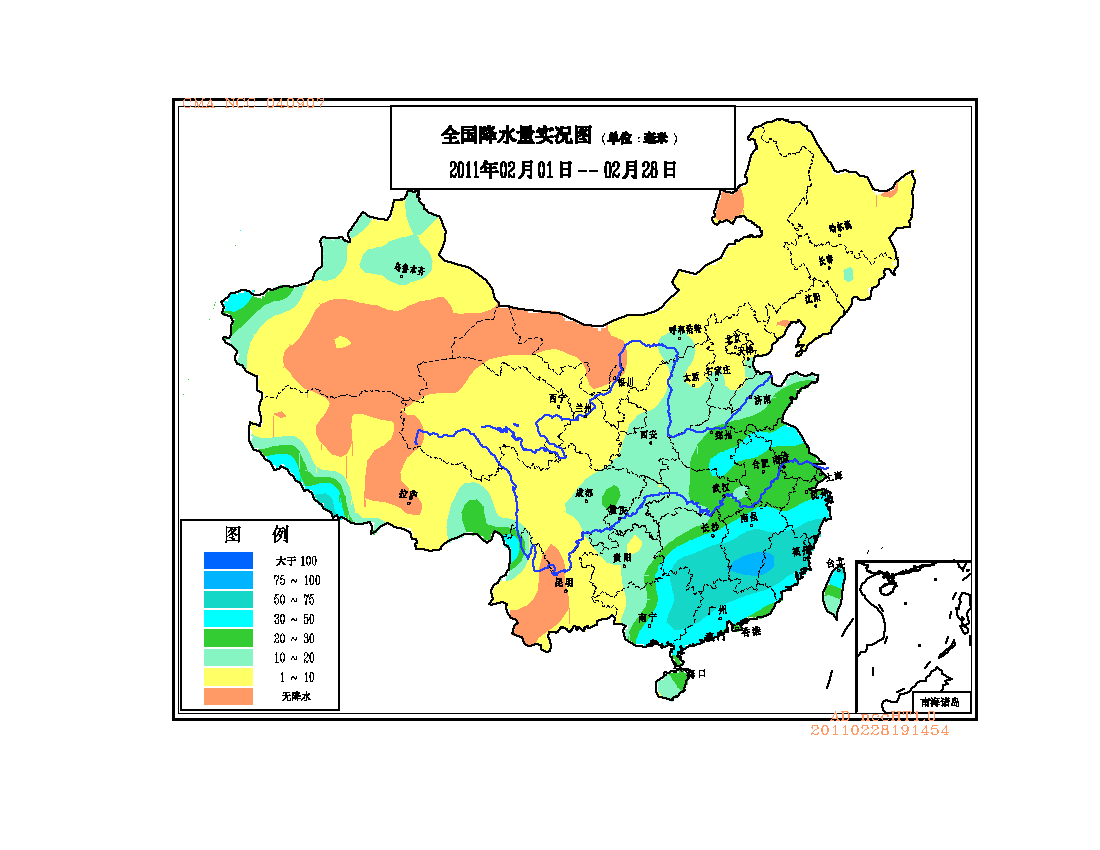 CMA NCC 040902
全国降水量实况图 (单位:毫米)
2011年02月01日--02月28日
哈尔滨
长春
乌鲁木齐
沈阳
呼和浩特
北京
天津
银川
太原
石家庄
西宁
济南
兰州
西安
郑州
合肥
南京
上海
拉萨
成都
武汉
杭州
重庆
长沙
南昌
贵阳
福州
台北
昆明
广州
南宁
澳门
香港
海口
图 例
大于100
75 ~ 100
50 ~ 75
30 ~ 50
20 ~ 30
10 ~ 20
1 ~ 10
无降水
南海诸岛
20110228191454